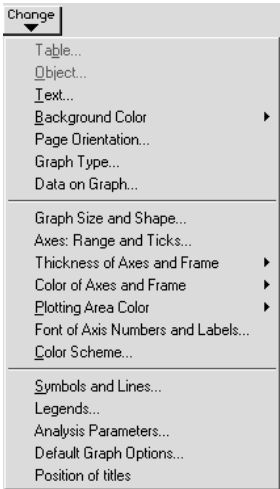 Change
Table...
Object...
Text...
Background Color
Page Orientation...
Graph Type...
Data on Graph...
Graph Size and Shape...
Axes: Range and Ticks...
Thickness of Axes and Frame
Color of Axes and Frame
Plotting Area Color
Font of Axis Numbers and Labels...
Color Scheme...
Symbols and Lines...
Legends...
Analysis Parameters...
Default Graph Options...
Position of titles